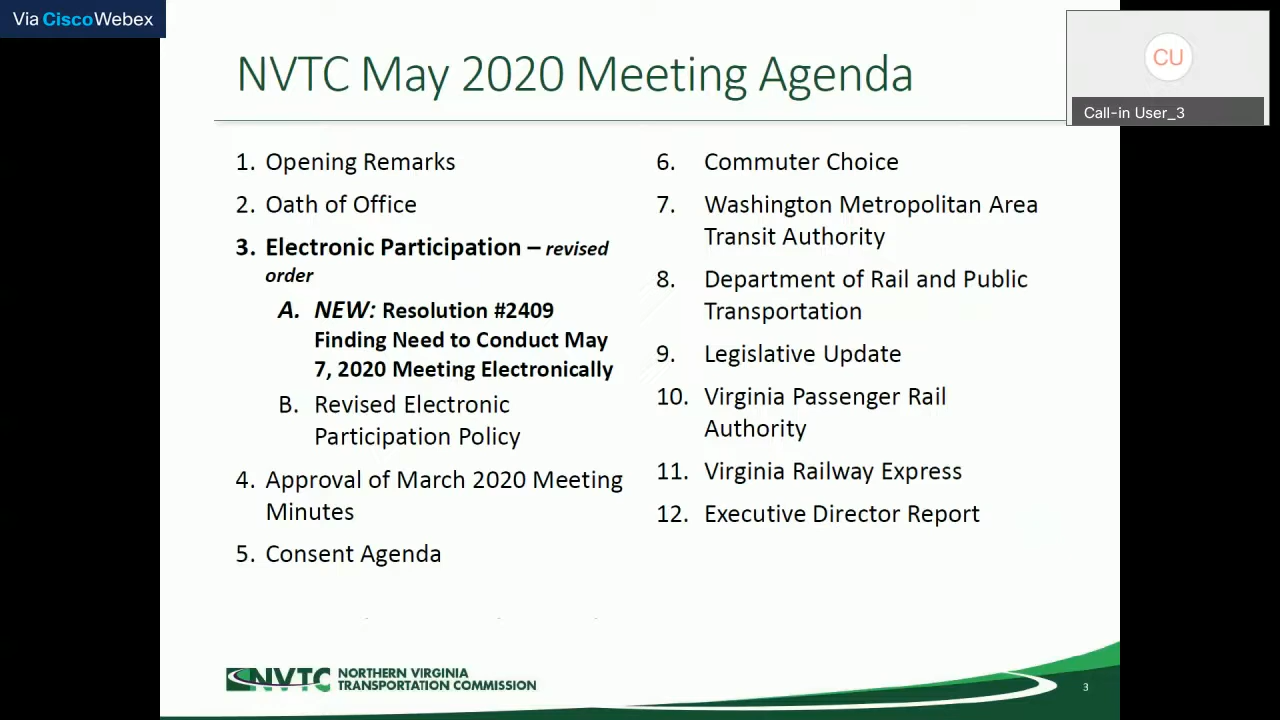 Via CiscoWebex
CU
Call-in User_3
NVTC May 2020 Meeting Agenda
1. Opening Remarks
2. Oath of Office
3. Electronic Participation – revised
order
A. NEW: Resolution #2409
Finding Need to Conduct May
7, 2020 Meeting Electronically
B. Revised Electronic
Participation Policy
4. Approval of March 2020 Meeting
Minutes
5. Consent Agenda
6. Commuter Choice
7. Washington Metropolitan Area
Transit Authority
8. Department of Rail and Public
Transportation
9. Legislative Update
10. Virginia Passenger Rail
Authority
11. Virginia Railway Express
12. Executive Director Report
NVTC
NORTHERN VIRGINIA
TRANSPORTATION COMMISSION
3